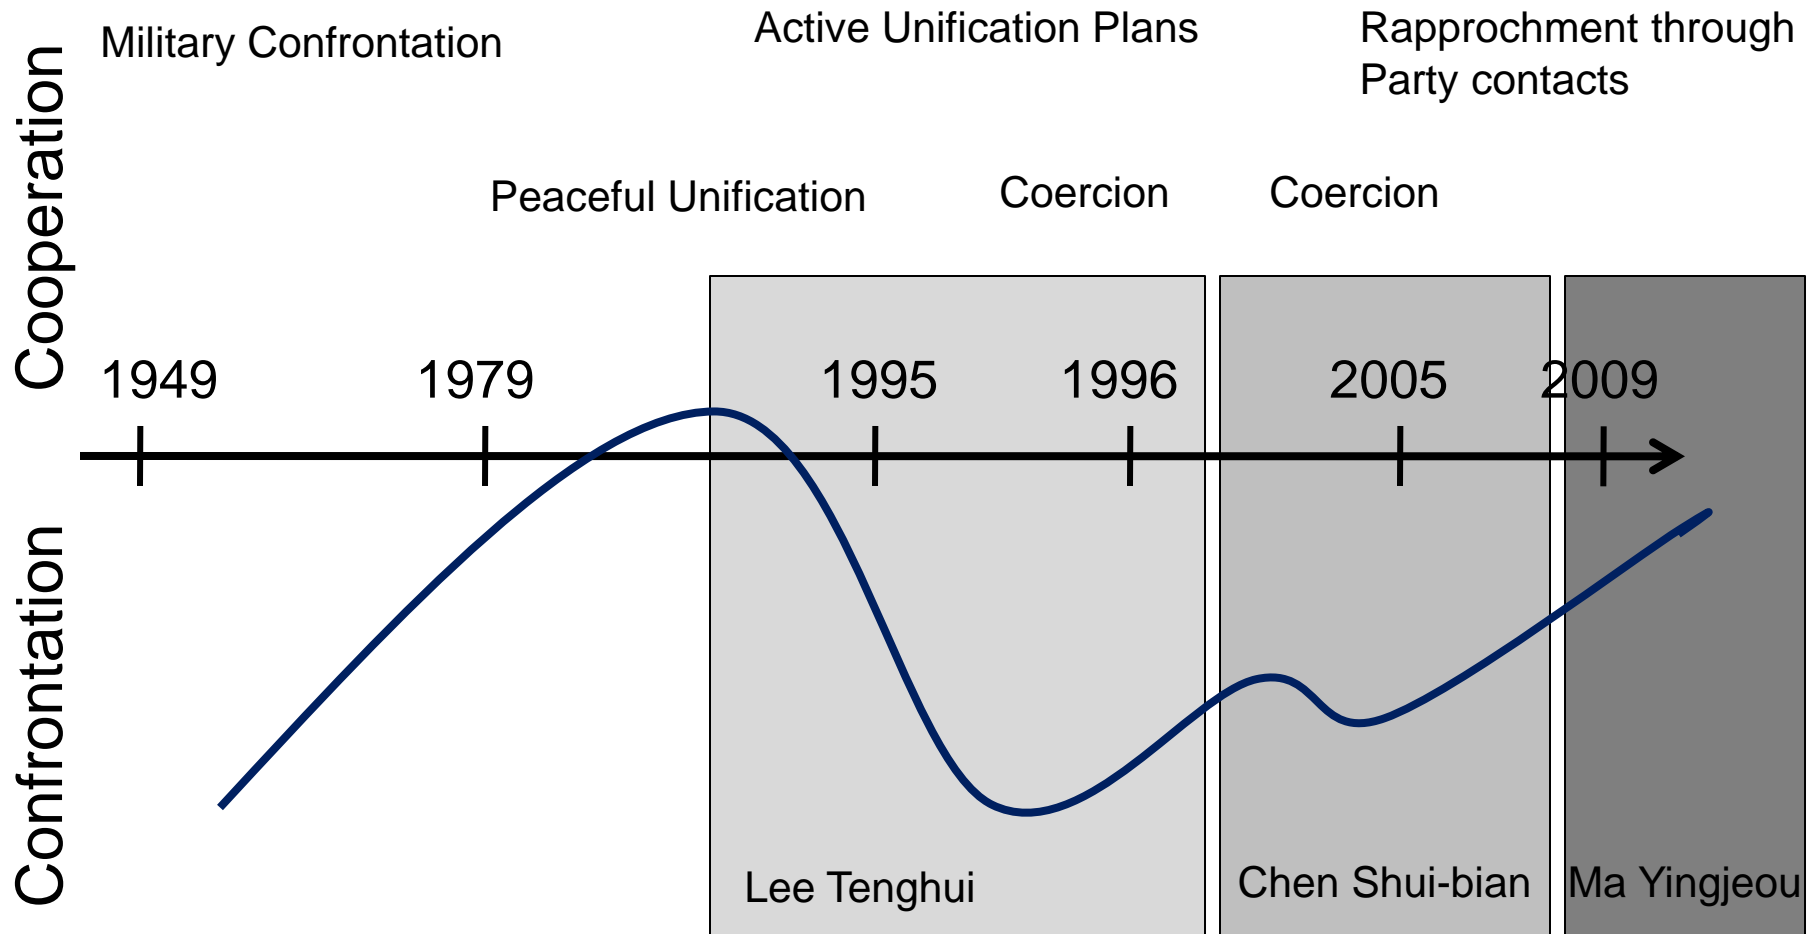 Military Confrontation
Active Unification Plans
Rapprochment through
Party contacts
Cooperation
Peaceful Unification
Coercion
Coercion
1949
1979
1995
1996
2005
2009
Confrontation
Lee Tenghui
Chen Shui-bian
Ma Yingjeou